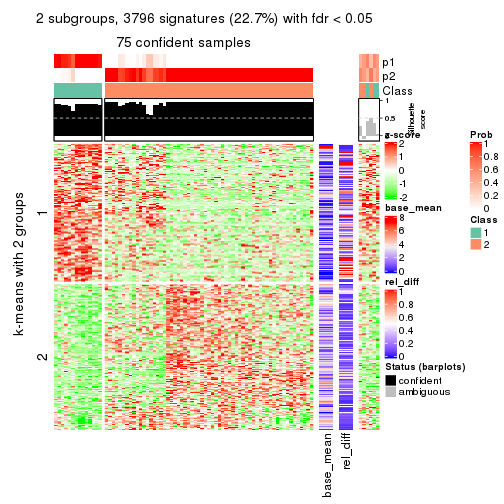 2 subgroups, 3796 signatures (22.7%) with fdr < 0.05
75 confident samples
p1
p2
Class
1
0.5
0
Silhouette
score
k-means with 2 groups
1
2
base_mean
rel_diff
z-score
2
1
0
-1
-2
base_mean
8
6
4
2
0
rel_diff
1
0.8
0.6
0.4
0.2
0
Status (barplots)
confident
ambiguous
Prob
1
0.8
0.6
0.4
0.2
0
Class
1
2